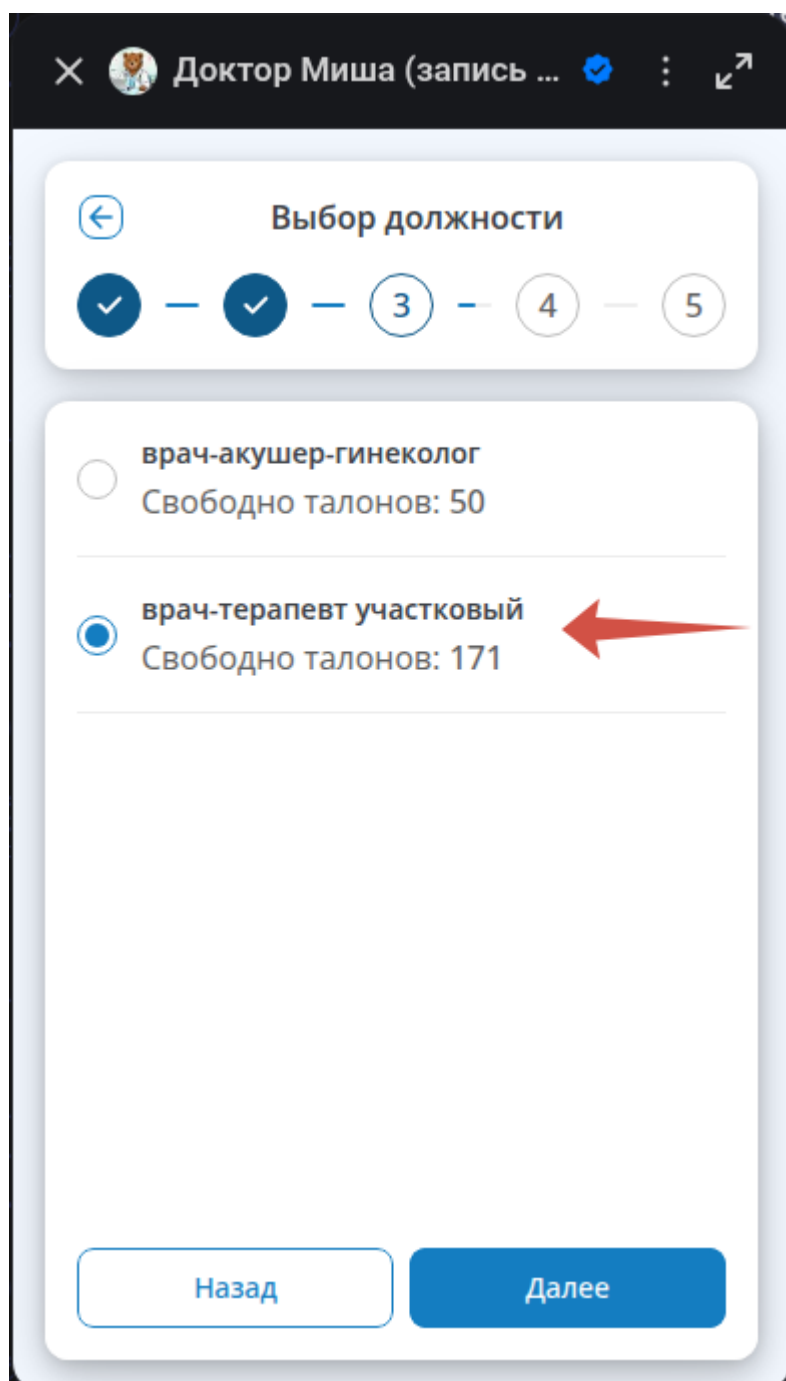 Доктор Миша (запись ...
Выбор должности
3 4 5
врач-акушер-гинеколог
Свободно талонов: 50
врач-терапевт участковый
Свободно талонов: 171
Назад Далее